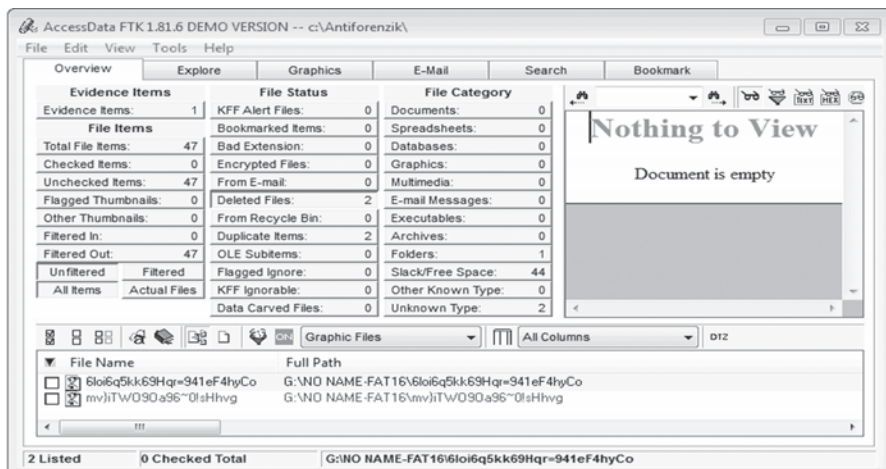 AccessData FTK 1.81.6 DEMO VERSION -- c:\Antiforenzik\
File Edit View Tools Help
Overview Explore Graphics E-Mail Search Bookmark
Evidence Items
Evidence Items: 1
File Items
Total File Items: 47
Checked Items: 0
Unchecked Items: 47
Flagged Thumbnails: 0
Other Thumbnails: 0
Filtered In: 0
Filtered Out: 47
Unfiltered Filtered
All Items Actual Files
File Status
KFF Alert Files: 0
Bookmarked Items: 0
Bad Extension: 0
Encrypted Files: 0
From E-mail: 0
Deleted Files: 2
From Recycle Bin: 0
Duplicate Items: 2
OLE Subitems: 0
Flagged Ignore: 0
KFF Ignorable: 0
Data Carved Files: 0
File Category
Documents: 0
Spreadsheets: 0
Databases: 0
Graphics: 0
Multimedia: 0
E-mail Messages: 0
Executables: 0
Archives: 0
Folders: 1
Slack/Free Space: 44
Other Known Type: 0
Unknown Type: 2
TEXT HEX
Nothing to View
Document is empty
ON Graphic Files All Columns DTZ
File Name Full Path
6loi6q5kk69Hqr=941eF4hyCo G:\NO NAME-FAT16\6loi6q5kk69Hqr=941eF4hyCo
mv}iTWO9Oa96~0!sHhvg G:\NO NAME-FAT16\mv}iTWO9Oa96~0!sHhvg
2 Listed 0 Checked Total G:\NO NAME-FAT16\6loi6q5kk69Hqr=941eF4hyCo